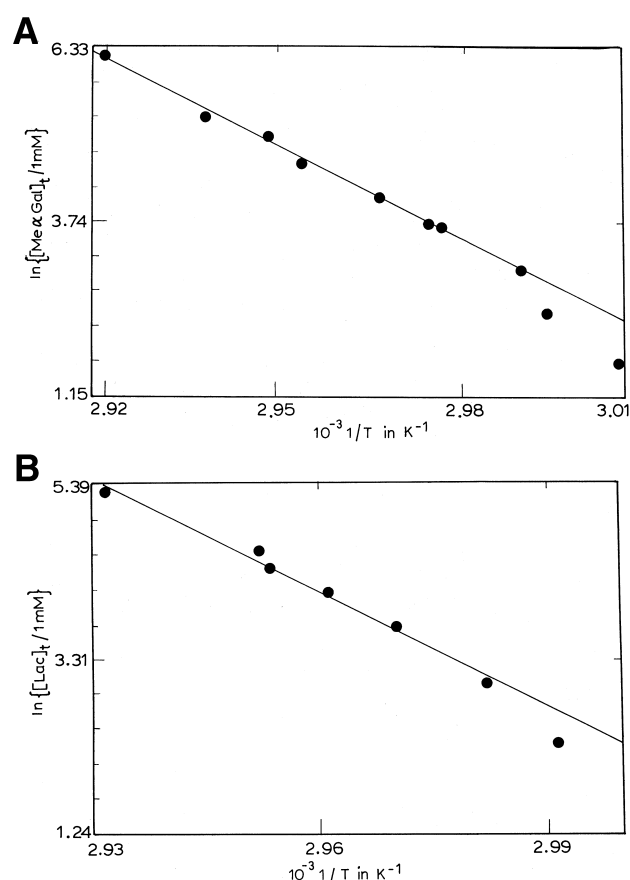 A
6.33
3.74
1.15
ln{[MeαGal]t/1mM}
2.92 2.95 2.98 3.01
10⁻³ 1/T in K⁻¹
B
5.39
3.31
1.24
ln{[Lac]t/1mM}
2.93 2.96 2.99
10⁻³ 1/T in K⁻¹